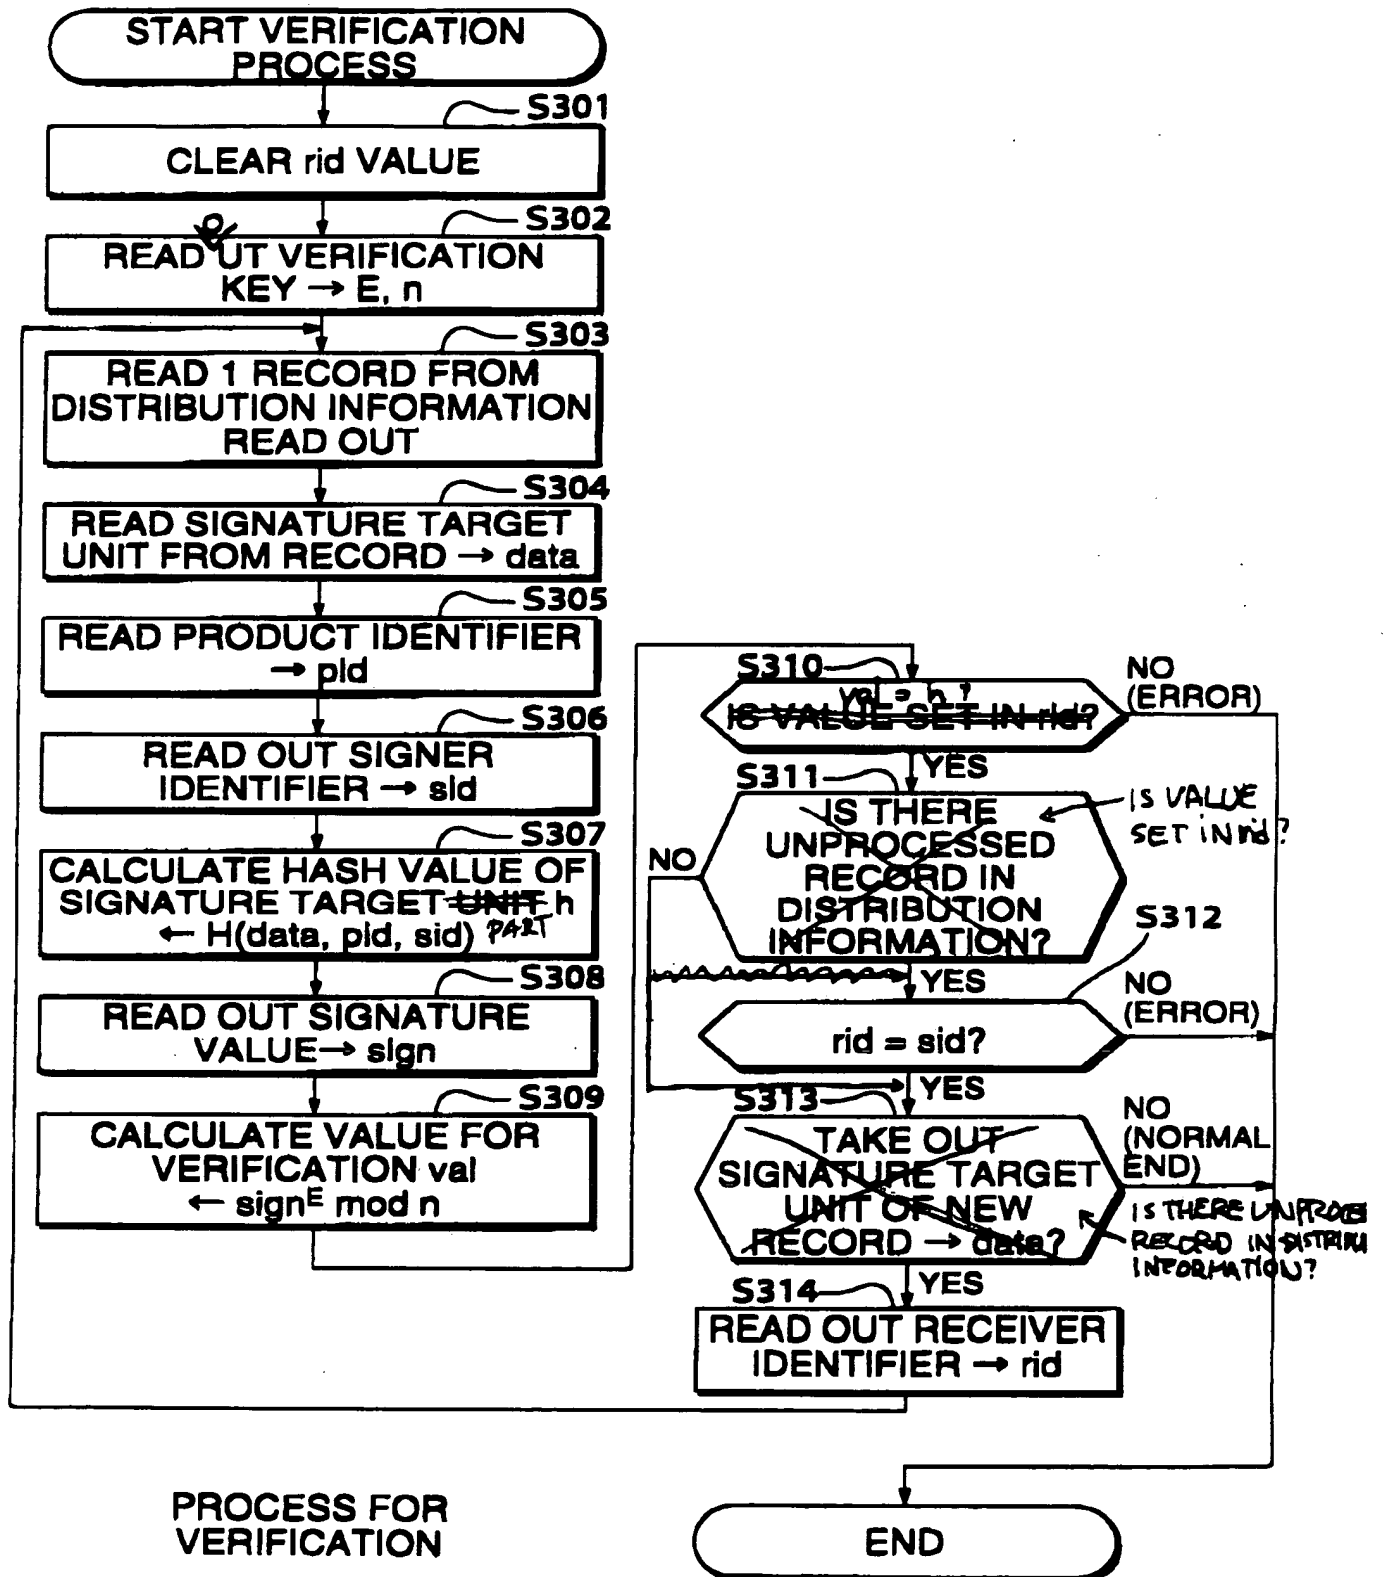 START VERIFICATION
PROCESS
S301
CLEAR rid VALUE
S302
READ UT VERIFICATION
KEY → E, n
S303
READ 1 RECORD FROM
DISTRIBUTION INFORMATION
READ OUT
S304
READ SIGNATURE TARGET
UNIT FROM RECORD → data
S305
READ PRODUCT IDENTIFIER
→ pid
S306
READ OUT SIGNER
IDENTIFIER → sid
S307
CALCULATE HASH VALUE OF
SIGNATURE TARGET UNIT h
← H(data, pid, sid) PART
S308
READ OUT SIGNATURE
VALUE → sign
S309
CALCULATE VALUE FOR
VERIFICATION val
← sign^E mod n
S310
val = h ?
IS VALUE SET IN rid?
NO
(ERROR)
YES
S311
IS THERE
UNPROCESSED
RECORD IN
DISTRIBUTION
INFORMATION?
IS VALUE
SET IN rid?
NO
YES
S312
rid = sid?
NO
(ERROR)
YES
S313
TAKE OUT
SIGNATURE TARGET
UNIT OF NEW
RECORD → data?
NO
(NORMAL
END)
IS THERE
RECORD IN
INFORMATION?
YES
S314
READ OUT RECEIVER
IDENTIFIER → rid
PROCESS FOR
VERIFICATION
END